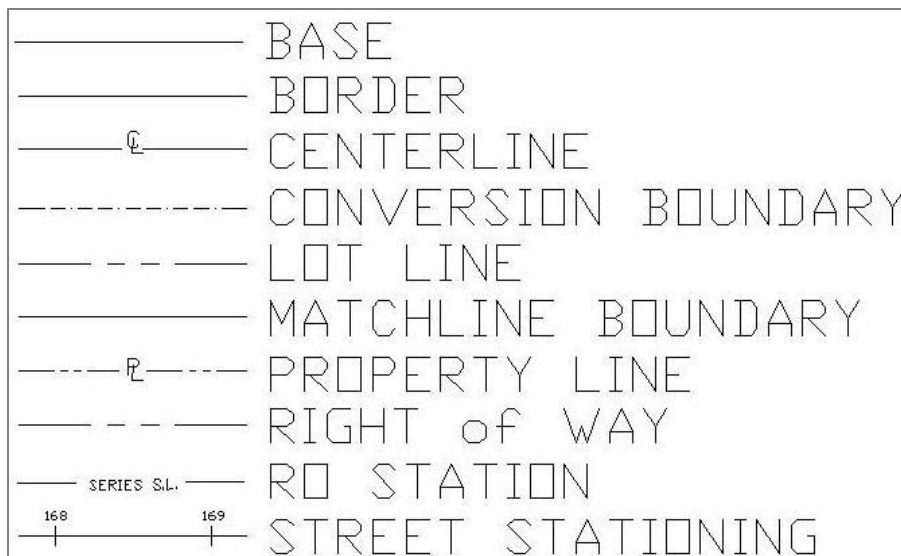 BASE
BORDER
CL CENTERLINE
CONVERSION BOUNDARY
LOT LINE
MATCHLINE BOUNDARY
PL PROPERTY LINE
RIGHT of WAY
SERIES S.L. RO STATION
168 169 STREET STATIONING